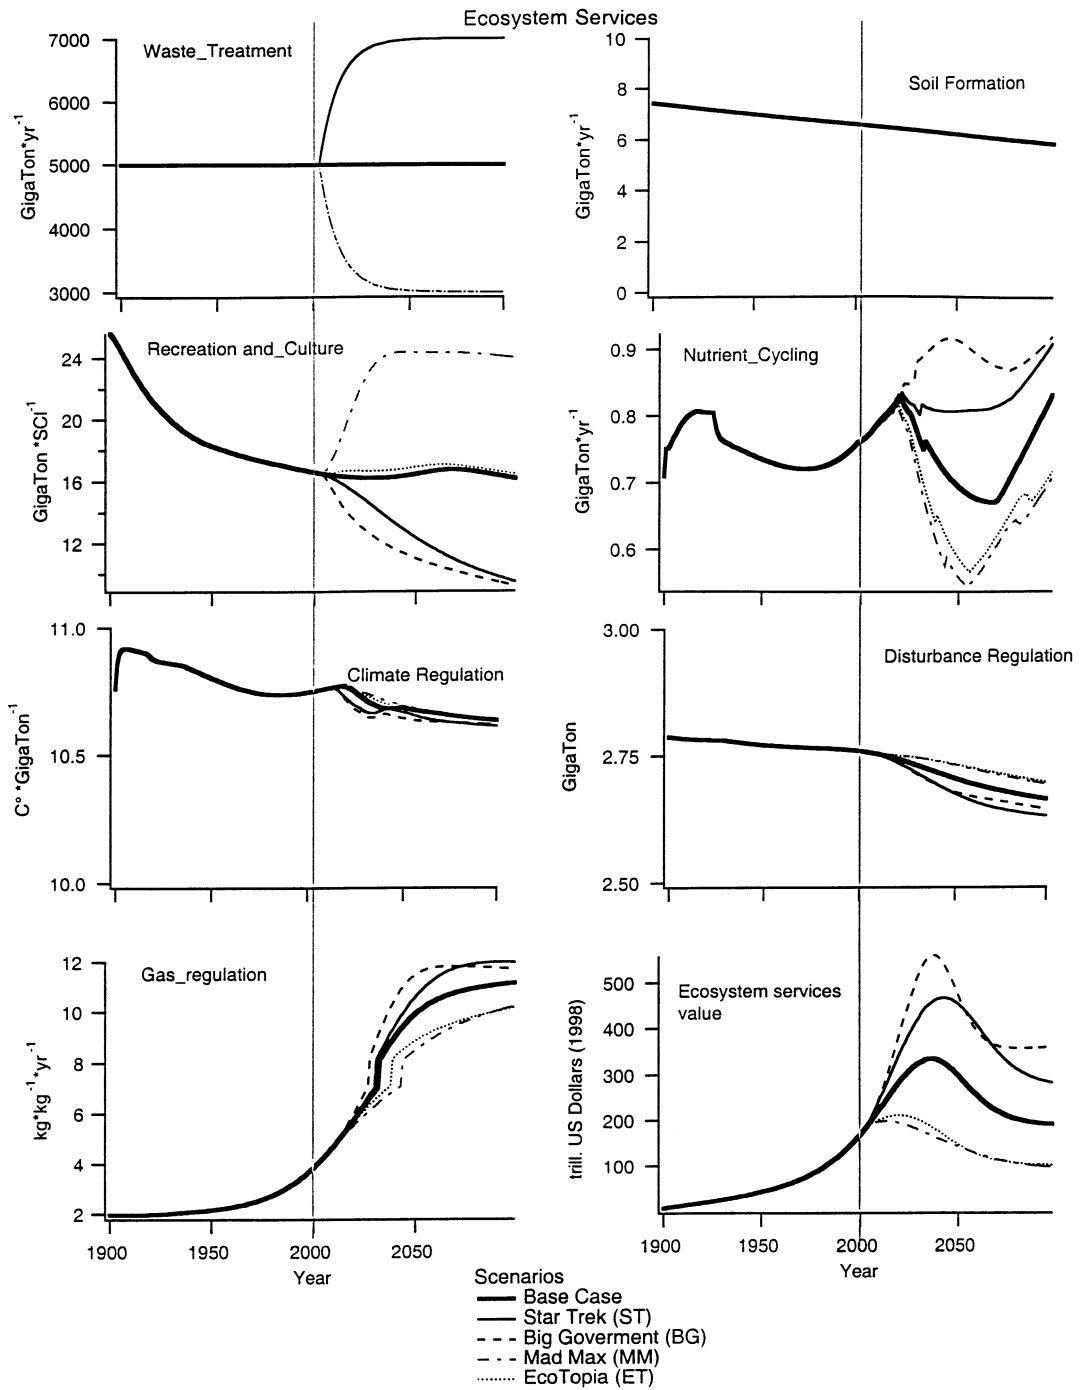 Ecosystem Services
Waste_Treatment
7000
6000
5000
4000
3000
GigaTon*yr-1
Soil Formation
10
8
6
4
2
0
GigaTon*yr-1
Recreation and_Culture
24
20
16
12
GigaTon *SCI-1
Nutrient_Cycling
0.9
0.8
0.7
0.6
GigaTon*yr-1
Climate Regulation
11.0
10.5
10.0
C° *GigaTon-1
Disturbance Regulation
3.00
2.75
2.50
GigaTon
Gas_regulation
12
10
8
6
4
2
kg*kg-1*yr-1
1900 1950 2000 2050
Year
Ecosystem services
value
500
400
300
200
100
trill. US Dollars (1998)
1900 1950 2000 2050
Year
Scenarios
Base Case
Star Trek (ST)
Big Goverment (BG)
Mad Max (MM)
EcoTopia (ET)